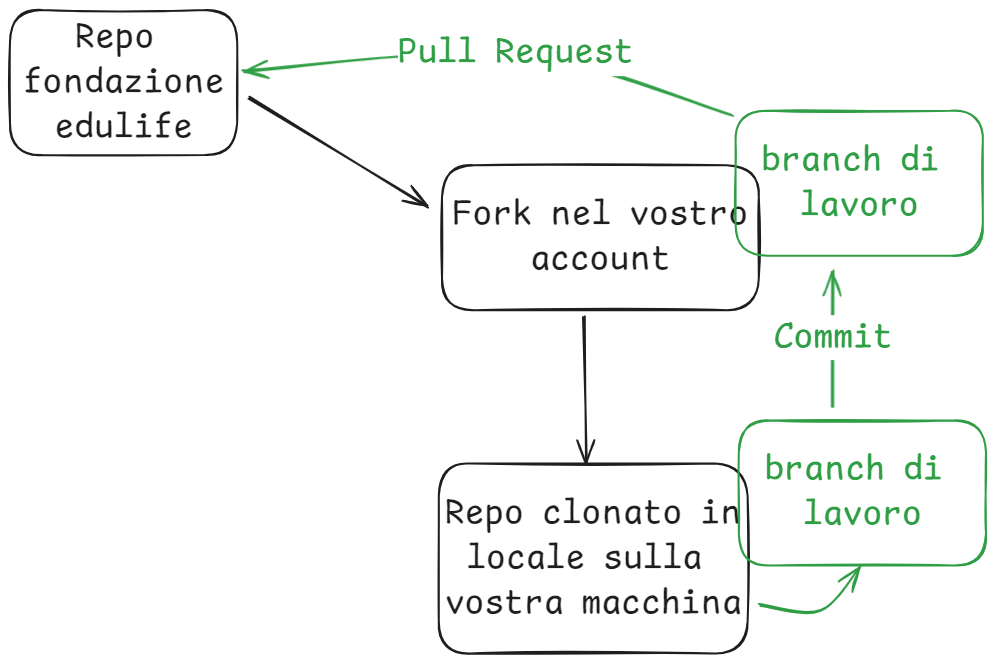 Repo
fondazione
edulife
Pull Request
branch di
lavoro
Fork nel vostro
account
Commit
branch di
lavoro
Repo clonato in
locale sulla
vostra macchina